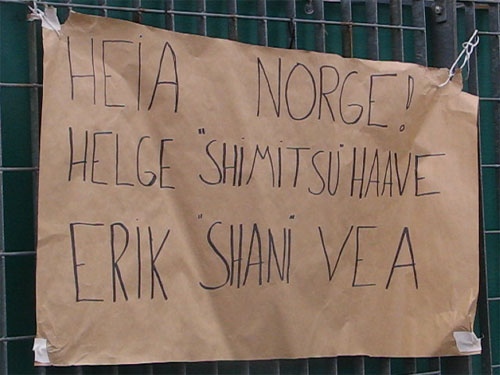 HEIA NORGE!
HELGE "SHIMITSU" HAAVE
ERIK "SHANI" VEA